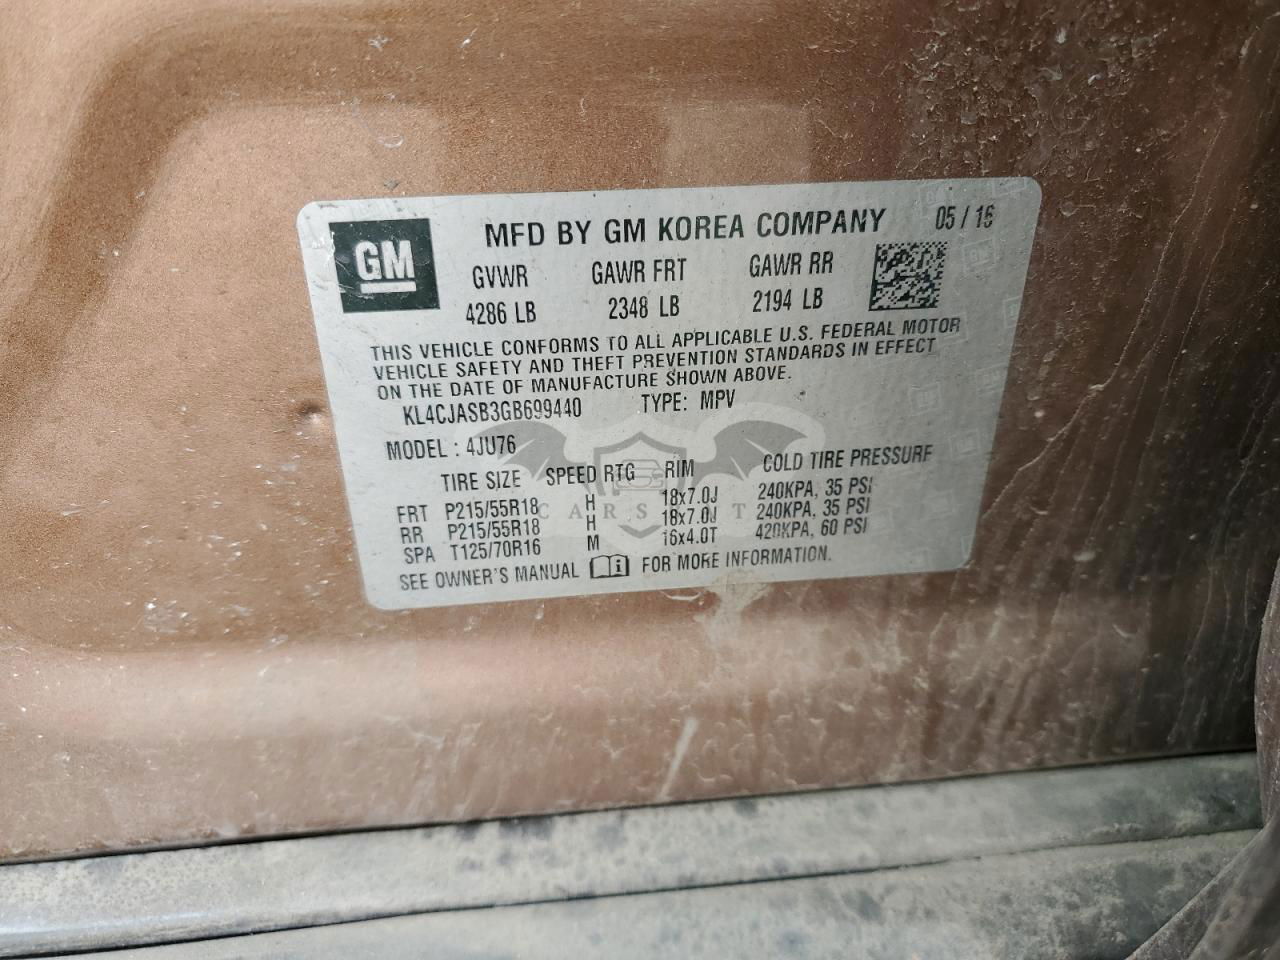 GM
MFD BY GM KOREA COMPANY 05 / 16
GVWR GAWR FRT GAWR RR
4286 LB 2348 LB 2194 LB
THIS VEHICLE CONFORMS TO ALL APPLICABLE U.S. FEDERAL MOTOR
VEHICLE SAFETY AND THEFT PREVENTION STANDARDS IN EFFECT
ON THE DATE OF MANUFACTURE SHOWN ABOVE.
KL4CJASB3GB699440 TYPE: MPV
MODEL : 4JU76
TIRE SIZE SPEED RTG RIM COLD TIRE PRESSURE
FRT P215/55R18 H 18x7.0J 240KPA, 35 PSI
RR P215/55R18 H 18x7.0J 240KPA, 35 PSI
SPA T125/70R16 M 16x4.0T 420KPA, 60 PSI
SEE OWNER'S MANUAL FOR MORE INFORMATION.